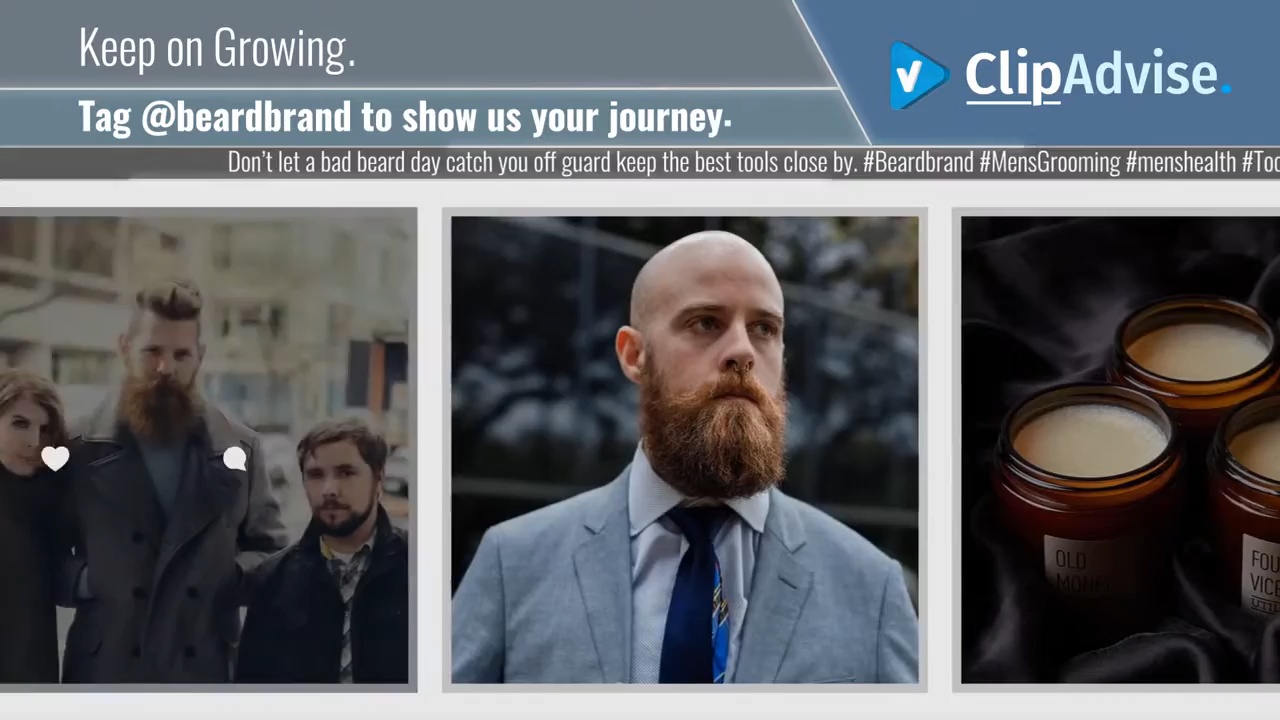 Keep on Growing.
ClipAdvise.
Tag @beardbrand to show us your journey.
Don't let a bad beard day catch you off guard keep the best tools close by. #Beardbrand #MensGrooming #menshealth #Too
OLD
MONEY
FOU
VICE